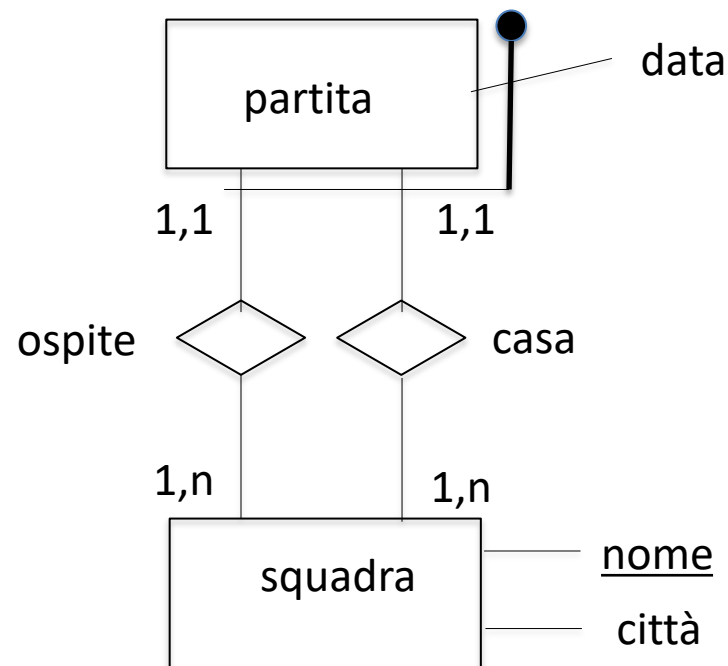 data
partita
1,1 1,1
ospite casa
1,n 1,n
nome
squadra
città